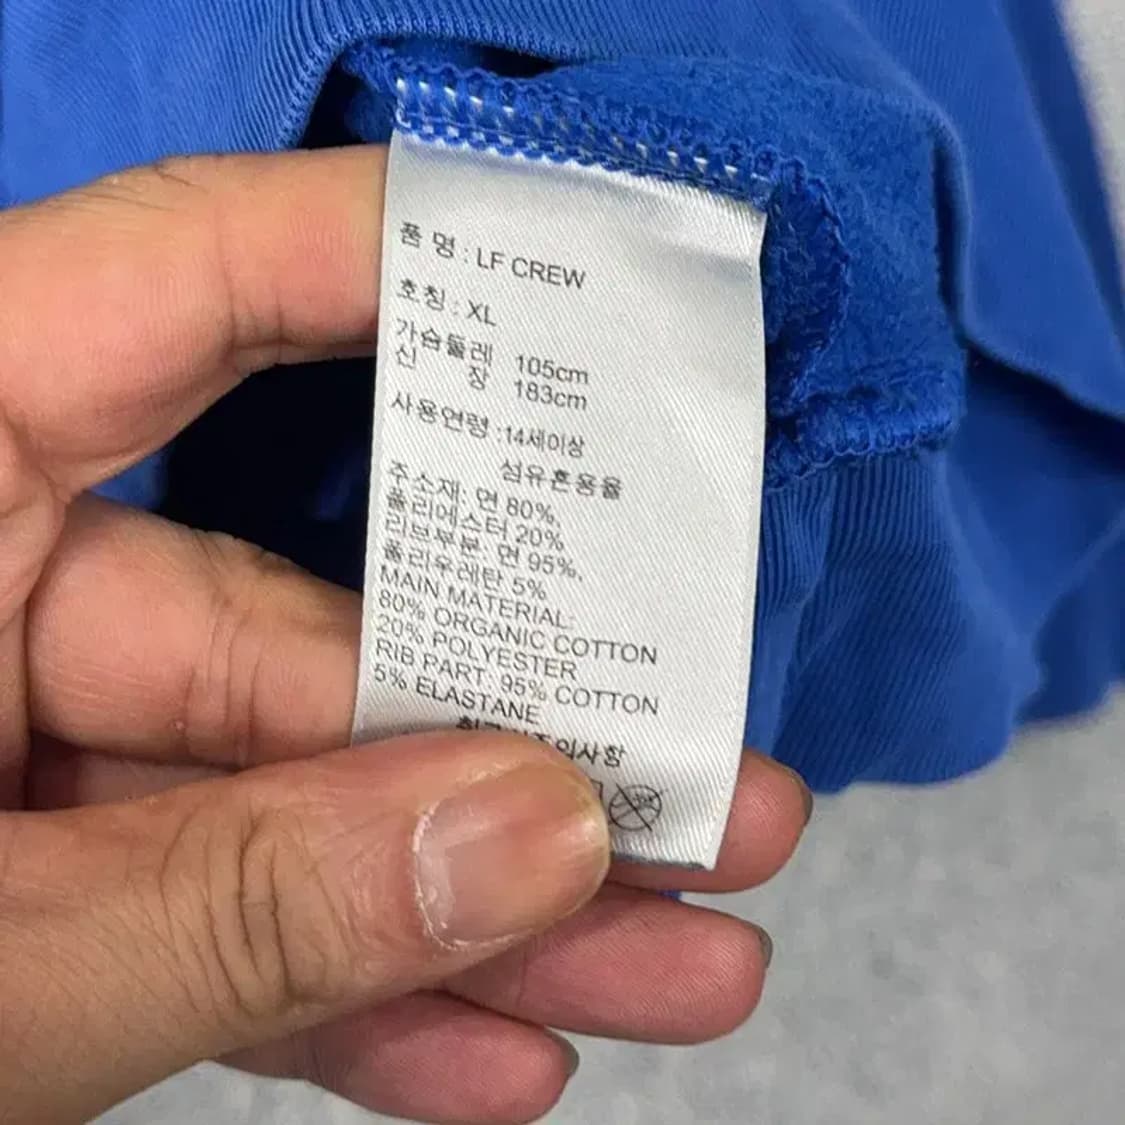 품 명 : LF CREW
호칭 : XL
가슴둘레 105cm
신 장 183cm
사용연령 :14세이상
섬유혼용율
주소재: 면 80%,
폴리에스터 20%
리브부분: 면 95%,
폴리우레탄 5%
MAIN MATERIAL:
80% ORGANIC COTTON
20% POLYESTER
RIB PART: 95% COTTON
5% ELASTANE